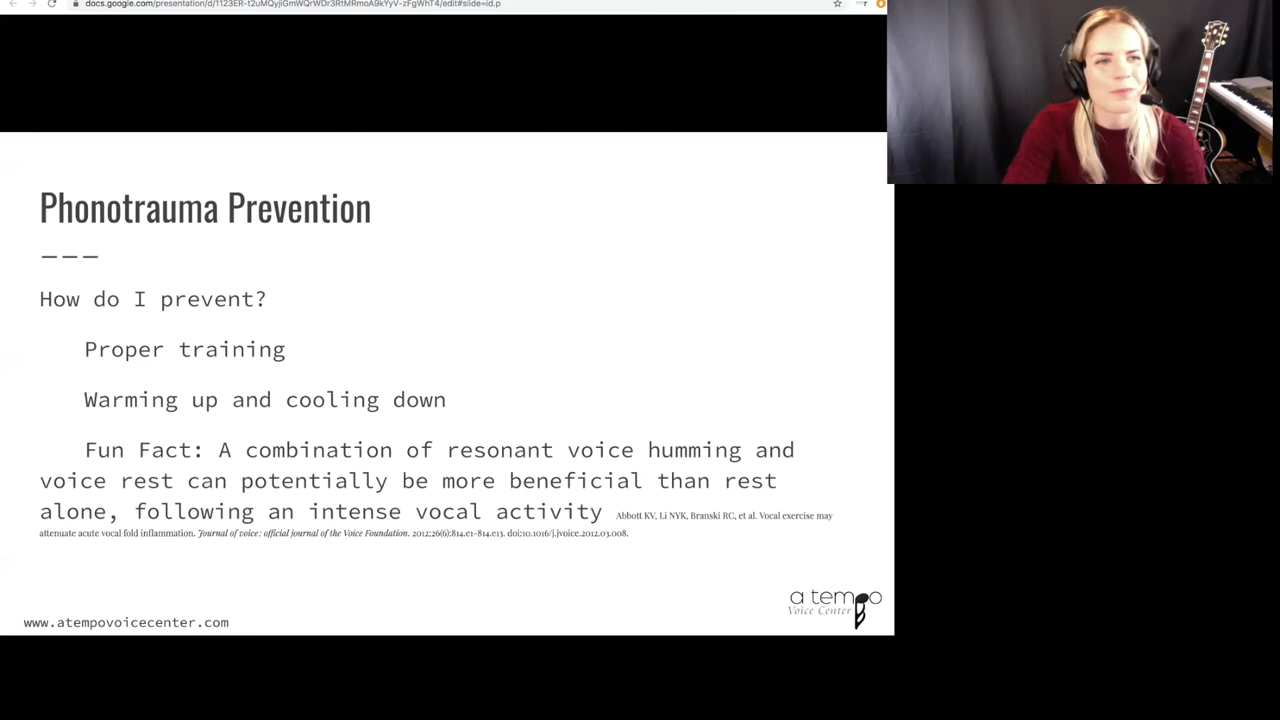 docs.google.com/presentation/d/1123ER-t2uMQyjiGmWQrWDr3RtMRmoA9kYyV-zFgWhT4/edit#slide=id.p
Phonotrauma Prevention
How do I prevent?
Proper training
Warming up and cooling down
Fun Fact: A combination of resonant voice humming and
voice rest can potentially be more beneficial than rest
alone, following an intense vocal activity Abbott KV, Li NYK, Branski RC, et al. Vocal exercise may
attenuate acute vocal fold inflammation. Journal of voice: official journal of the Voice Foundation. 2012;26(6):814.e1-814.e13. doi:10.1016/j.jvoice.2012.03.008.
a tempo
Voice Center
www.atempovoicecenter.com